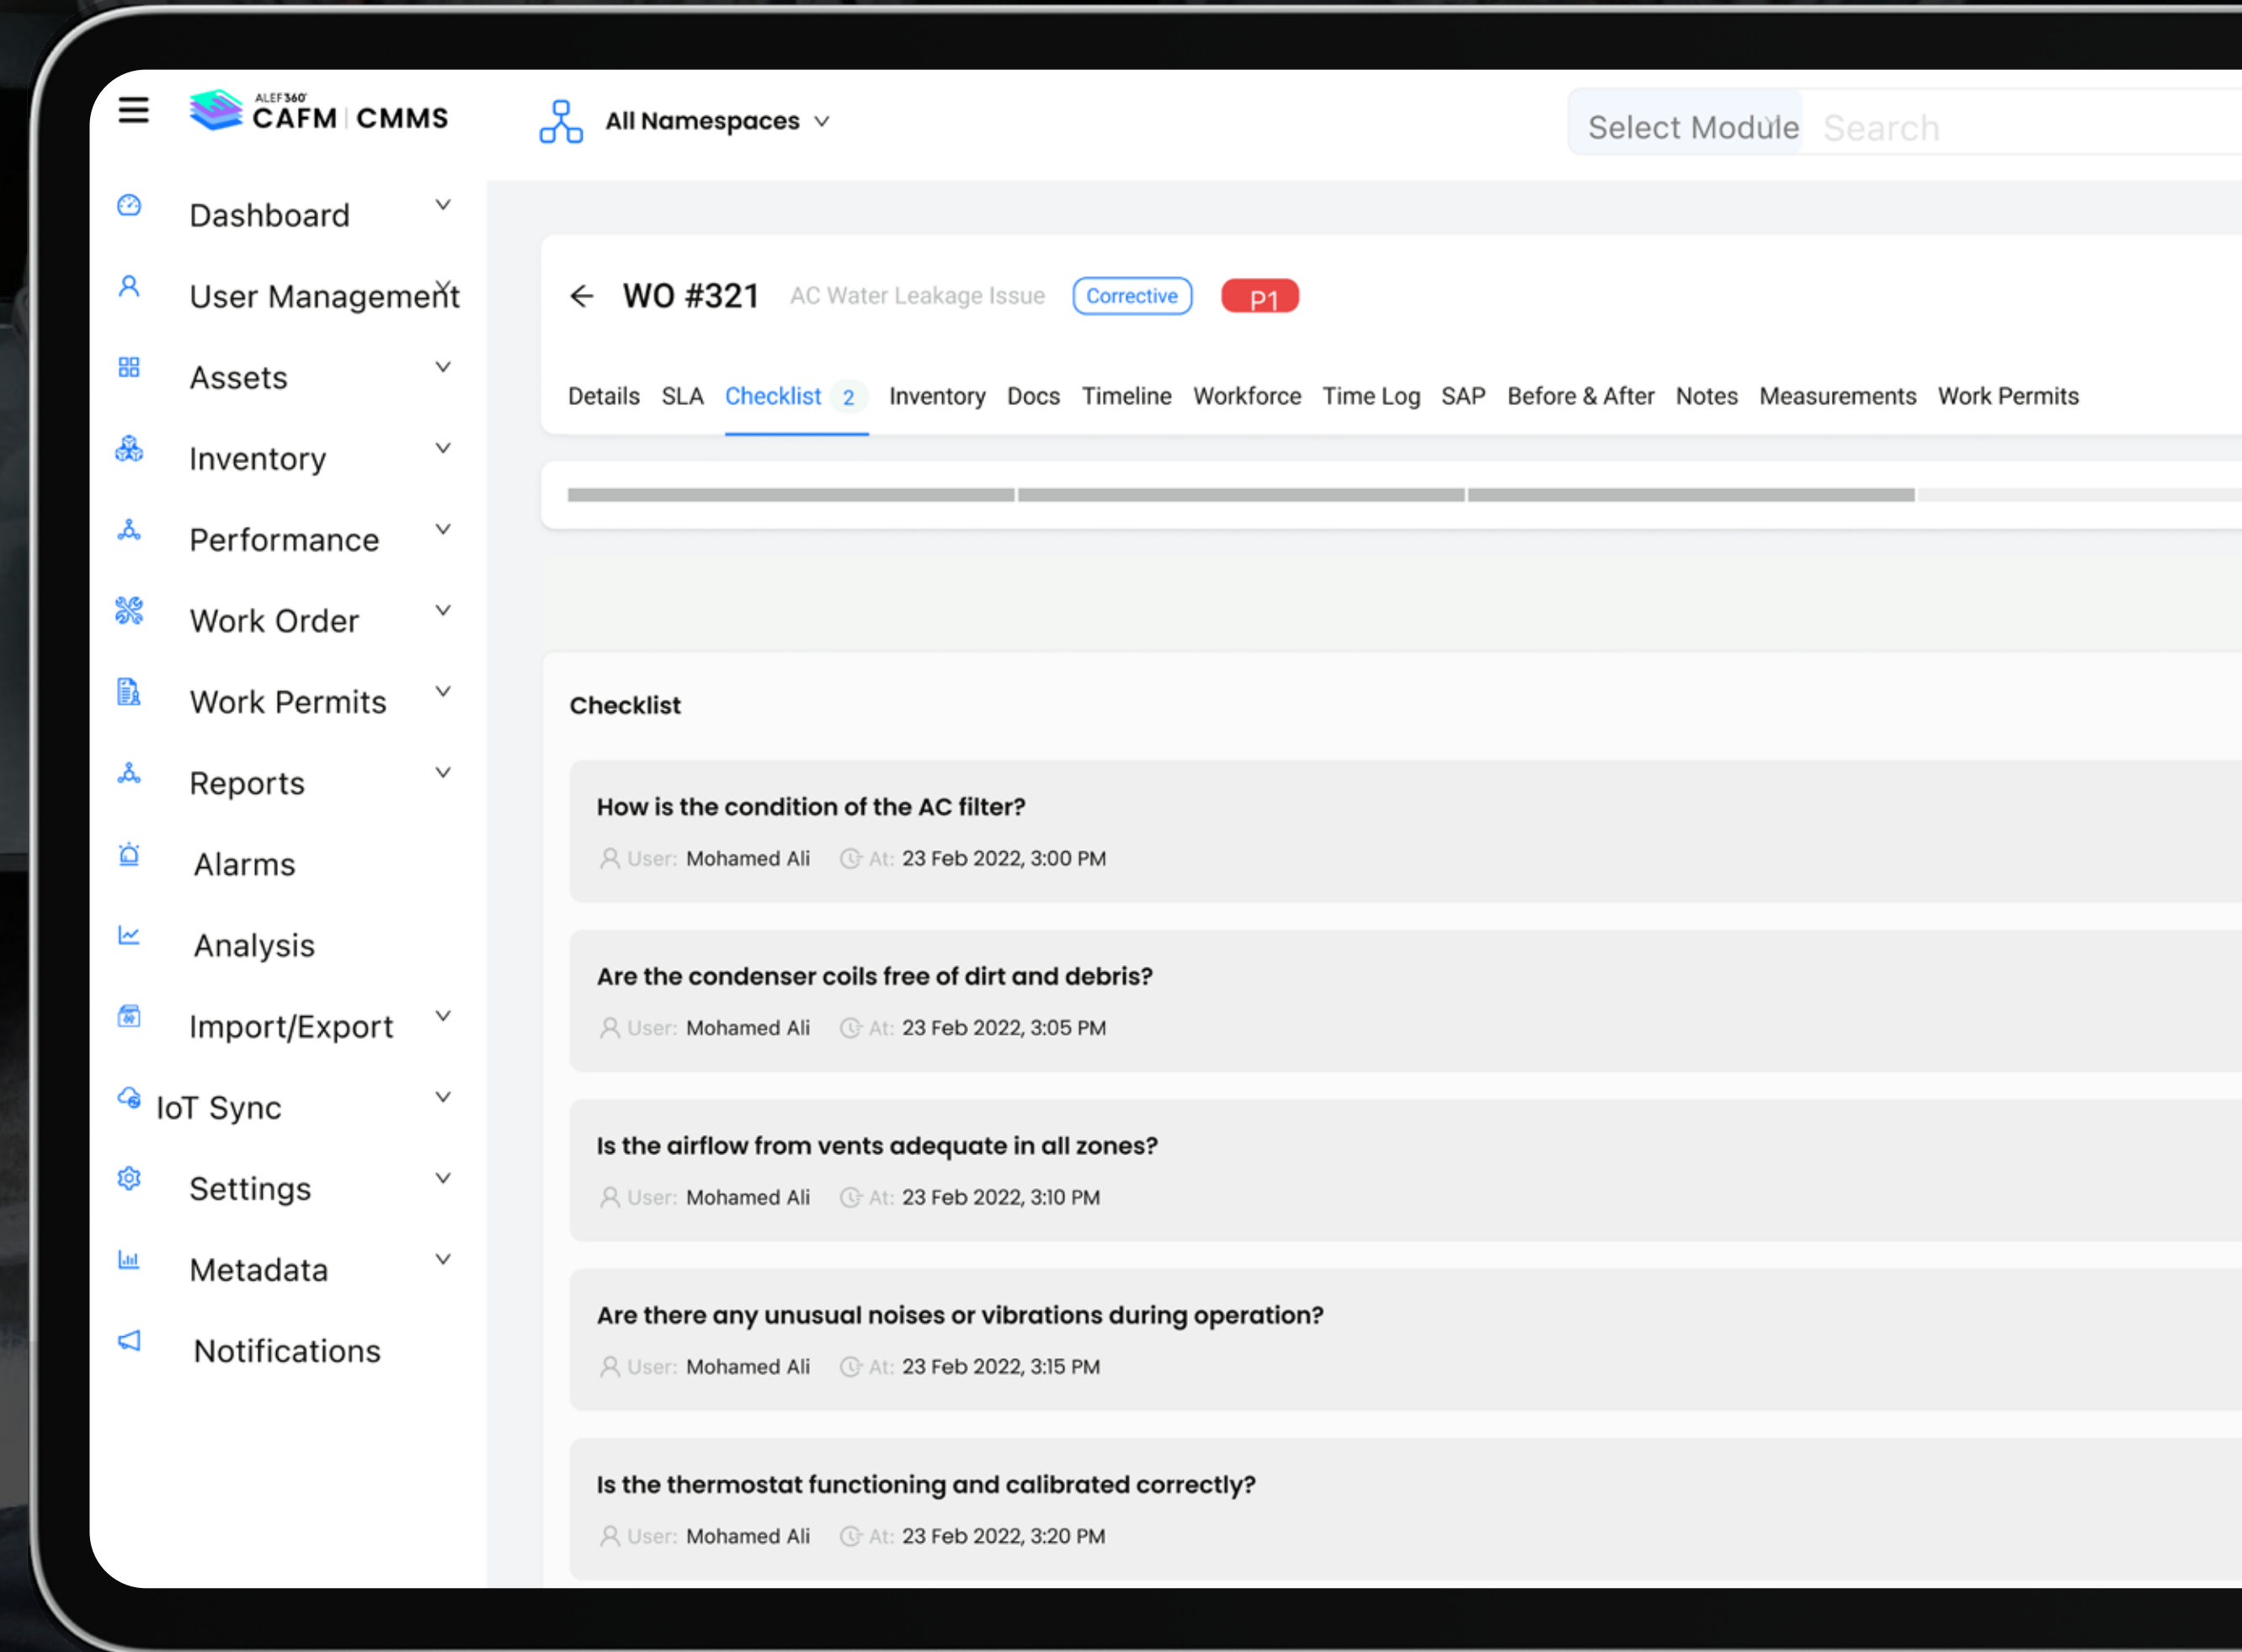 ALEF360°
CAFM | CMMS
All Namespaces
Select Module
Search
Dashboard
User Management
Assets
Inventory
Performance
Work Order
Work Permits
Reports
Alarms
Analysis
Import/Export
IoT Sync
Settings
Metadata
Notifications
WO #321 AC Water Leakage Issue Corrective P1
Details SLA Checklist 2 Inventory Docs Timeline Workforce Time Log SAP Before & After Notes Measurements Work Permits
Checklist
How is the condition of the AC filter?
User: Mohamed Ali At: 23 Feb 2022, 3:00 PM
Are the condenser coils free of dirt and debris?
User: Mohamed Ali At: 23 Feb 2022, 3:05 PM
Is the airflow from vents adequate in all zones?
User: Mohamed Ali At: 23 Feb 2022, 3:10 PM
Are there any unusual noises or vibrations during operation?
User: Mohamed Ali At: 23 Feb 2022, 3:15 PM
Is the thermostat functioning and calibrated correctly?
User: Mohamed Ali At: 23 Feb 2022, 3:20 PM